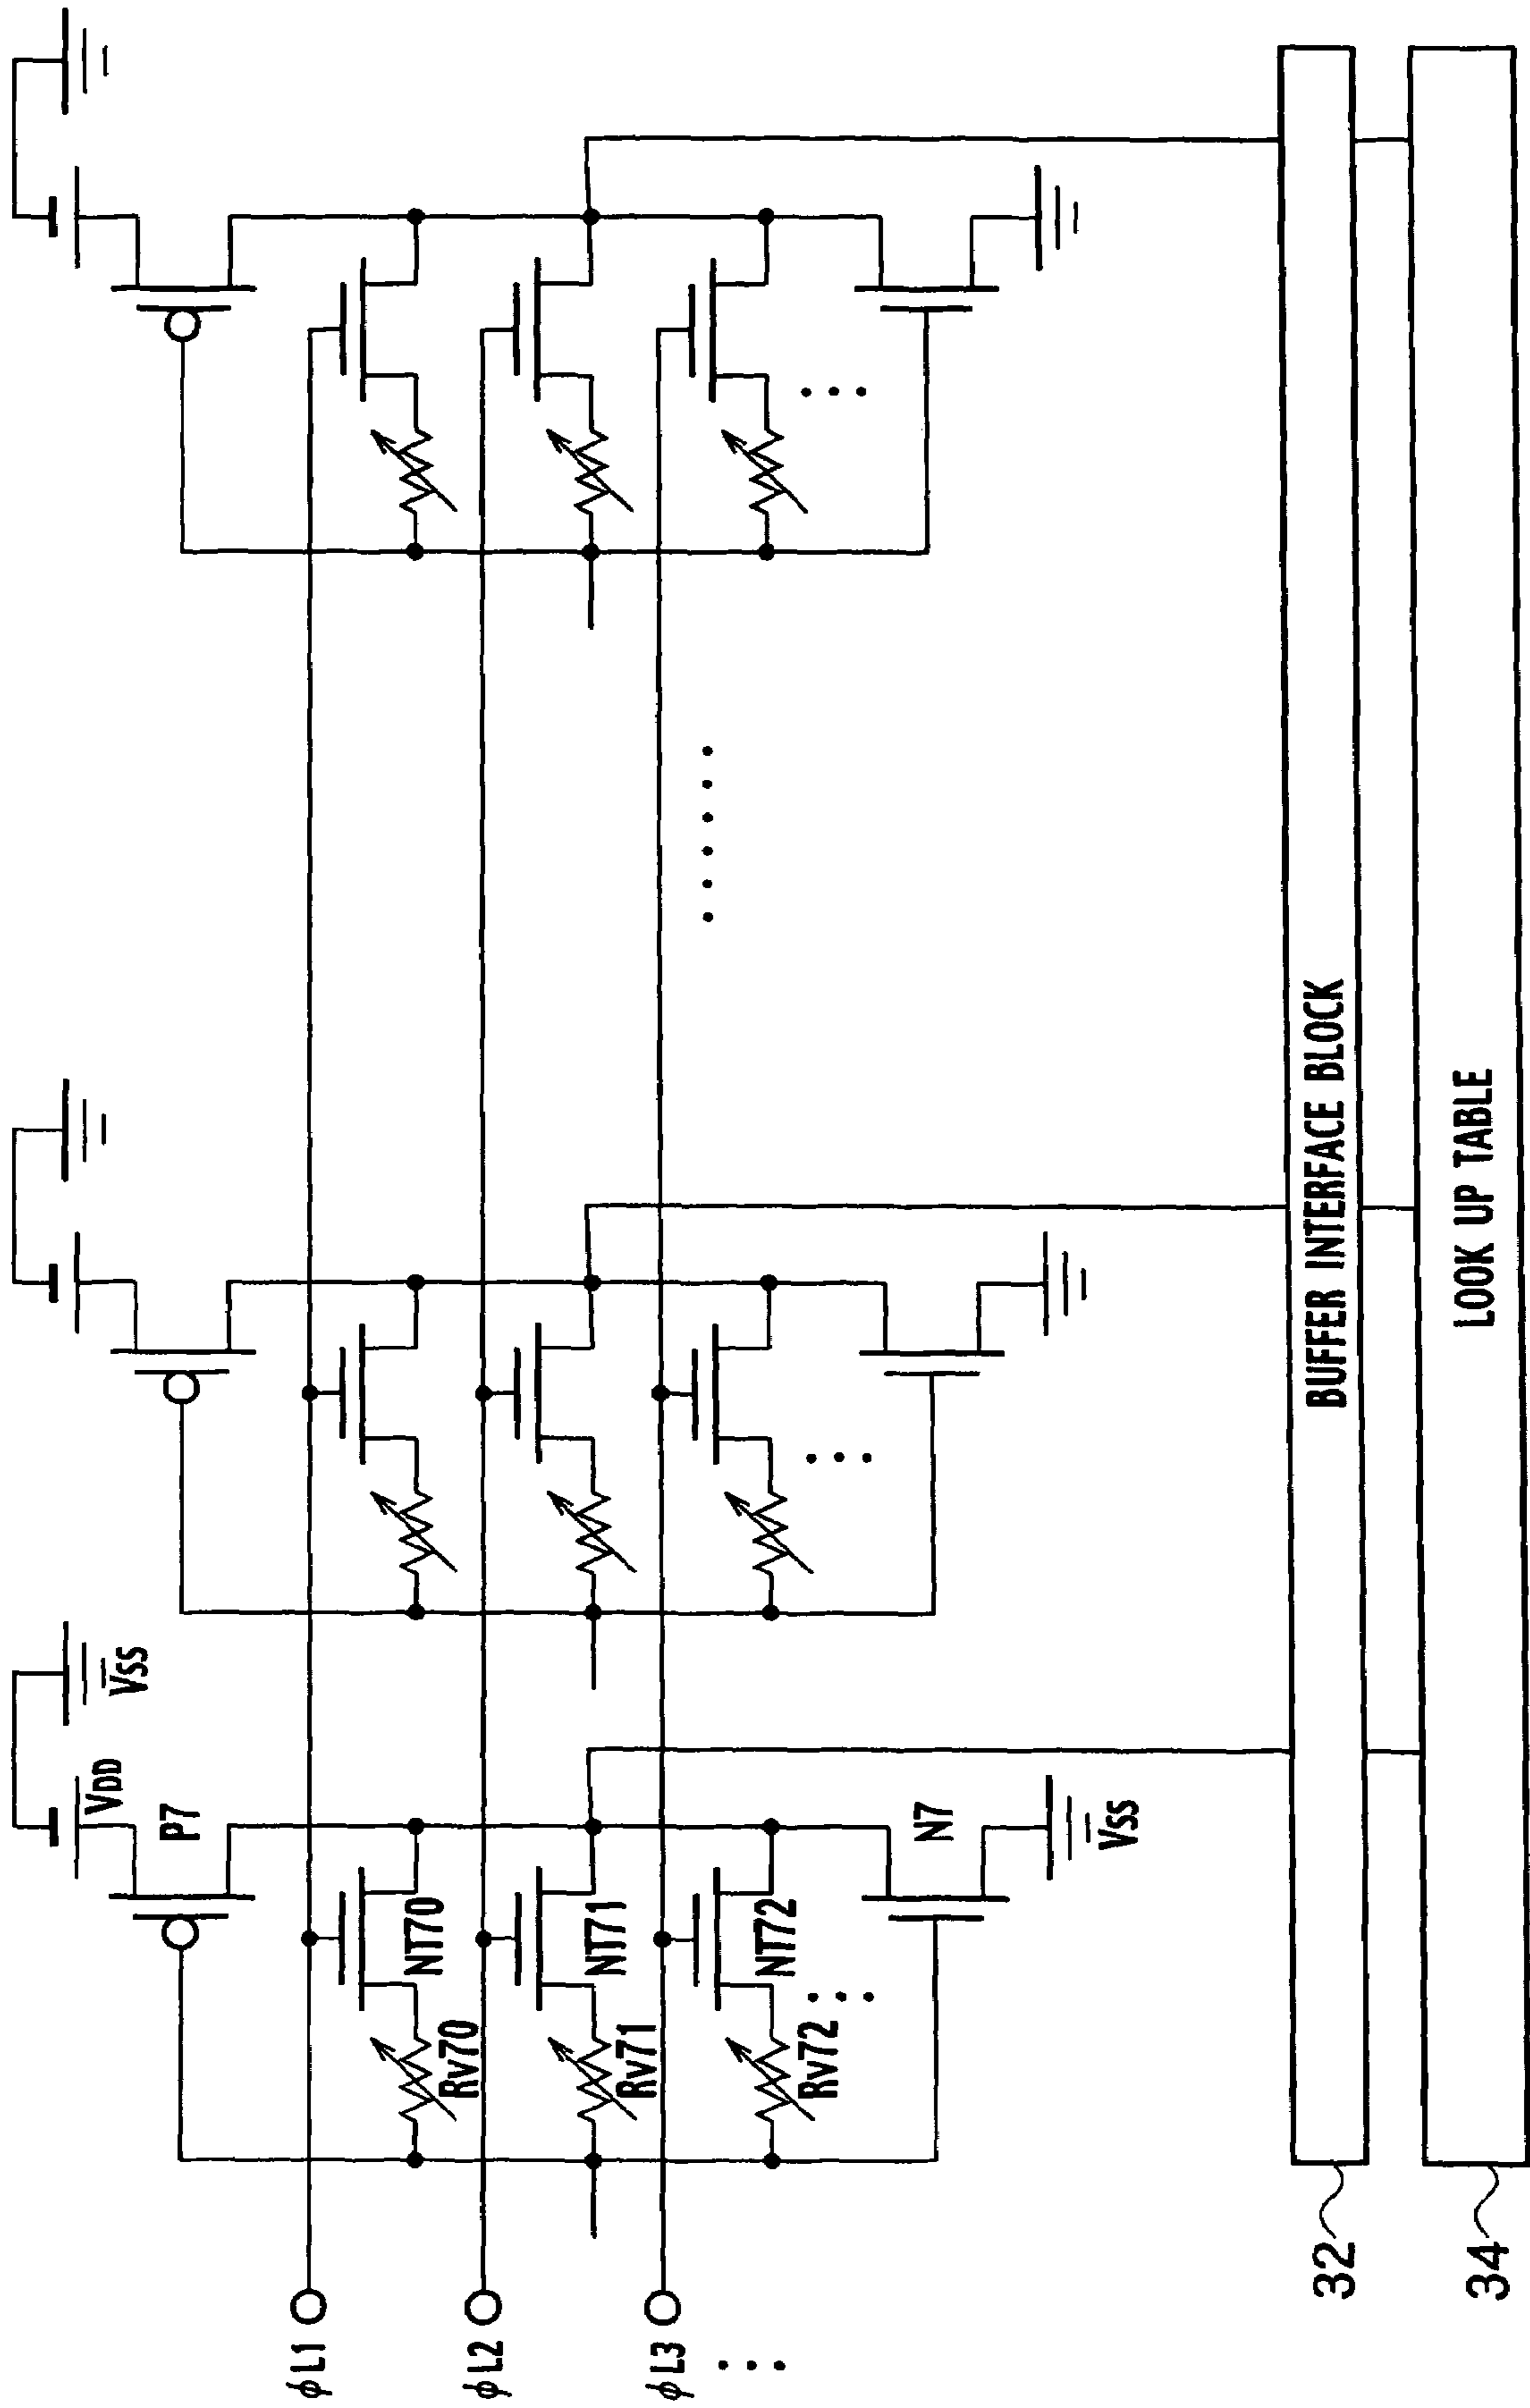 VDD
VSS
P7
φL1
NT70
Rv70
φL2
NT71
Rv71
φL3
NT72
Rv72
N7
VSS
32
BUFFER INTERFACE BLOCK
34
LOOK UP TABLE